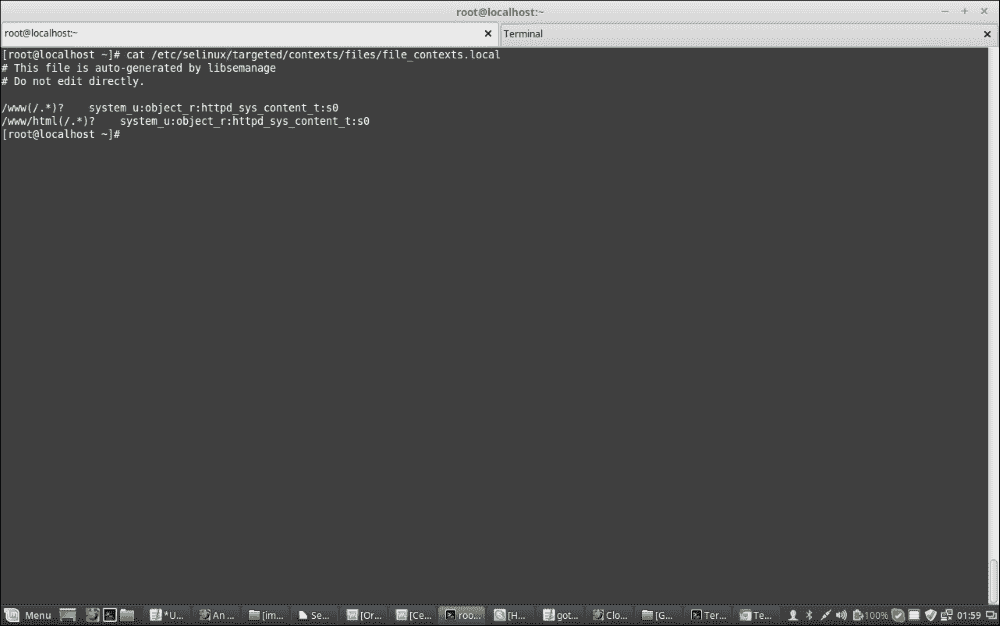 root@localhost:~
root@localhost:~
Terminal
[root@localhost ~]# cat /etc/selinux/targeted/contexts/files/file_contexts.local
# This file is auto-generated by libsemanage
# Do not edit directly.
/www(/.*)?    system_u:object_r:httpd_sys_content_t:s0
/www/html(/.*)?    system_u:object_r:httpd_sys_content_t:s0
[root@localhost ~]#
Menu *U... An ... [im... Se... [Or... [Ce... roo... [H... got... Clo... [G... Ter... Te... 100% 01:59